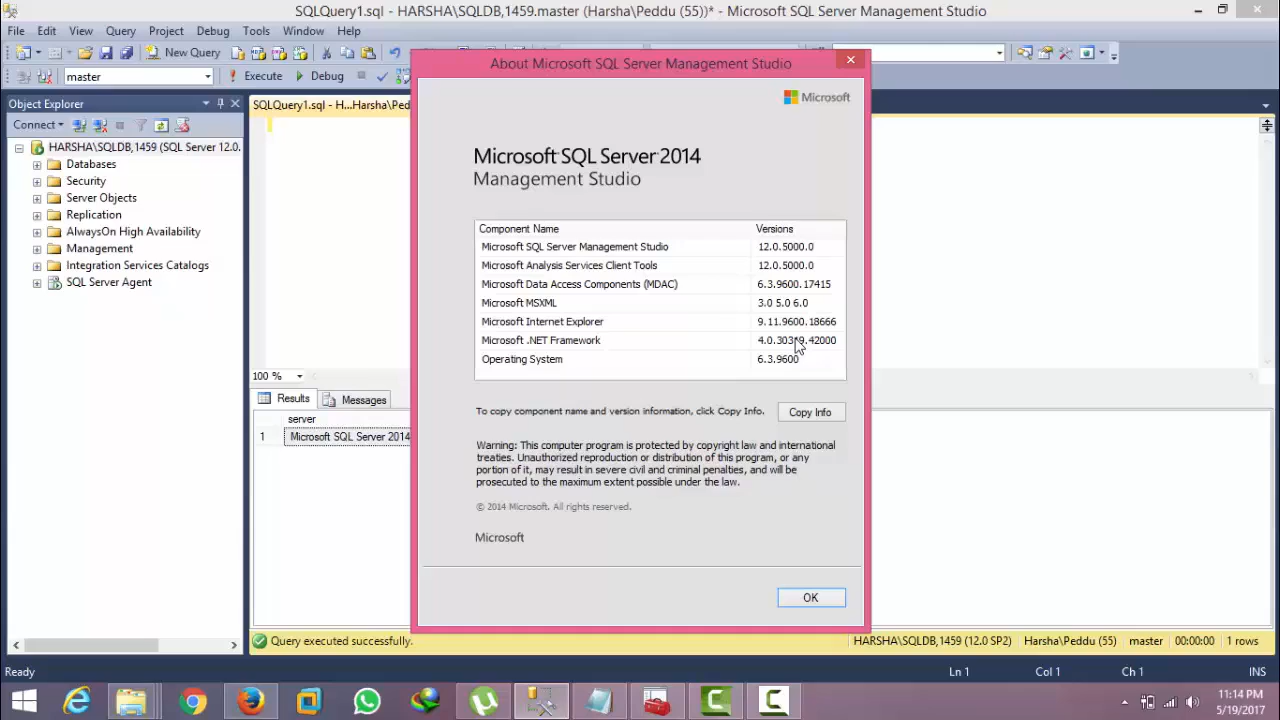 SQLQuery1.sql - HARSHA\SQLDB,1459.master (Harsha\Peddu (55))* - Microsoft SQL Server Management Studio
File Edit View Query Project Debug Tools Window Help
New Query
master Execute Debug
About Microsoft SQL Server Management Studio
Object Explorer
SQLQuery1.sql - H...Harsha\Ped
Connect
HARSHA\SQLDB,1459 (SQL Server 12.0.
Databases
Security
Server Objects
Replication
AlwaysOn High Availability
Management
Integration Services Catalogs
SQL Server Agent
Microsoft
Microsoft SQL Server 2014
Management Studio
Component Name Versions
Microsoft SQL Server Management Studio 12.0.5000.0
Microsoft Analysis Services Client Tools 12.0.5000.0
Microsoft Data Access Components (MDAC) 6.3.9600.17415
Microsoft MSXML 3.0 5.0 6.0
Microsoft Internet Explorer 9.11.9600.18666
Microsoft .NET Framework
Operating System 6.3.9600
To copy component name and version information, click Copy Info. Copy Info
Warning: This computer program is protected by copyright law and international
treaties. Unauthorized reproduction or distribution of this program, or any
portion of it, may result in severe civil and criminal penalties, and will be
prosecuted to the maximum extent possible under the law.
© 2014 Microsoft. All rights reserved.
Microsoft
OK
100 %
Results Messages
server
1 Microsoft SQL Server 2014
Query executed successfully. HARSHA\SQLDB,1459 (12.0 SP2) Harsha\Peddu (55) master 00:00:00 1 rows
Ready Ln 1 Col 1 Ch 1 INS
11:14 PM
5/19/2017